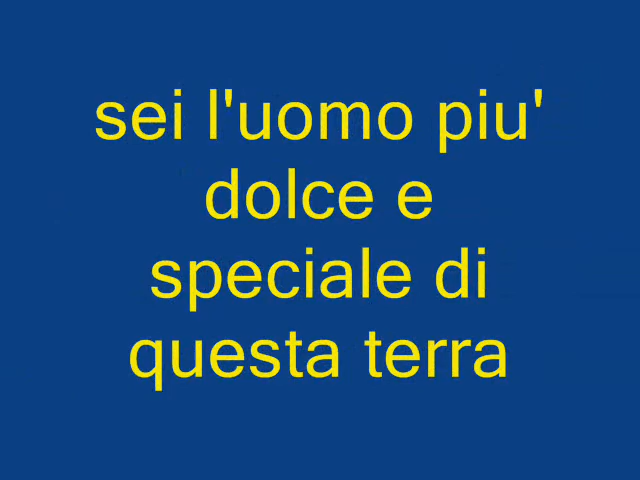 sei l'uomo piu'
dolce e
speciale di
questa terra